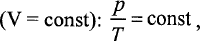 (V = const): p/T = const,